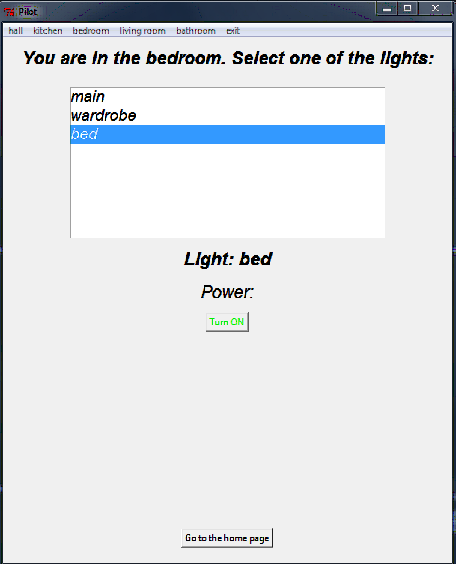 Pilot
hall kitchen bedroom living room bathroom exit
You are in the bedroom. Select one of the lights:
main
wardrobe
bed
Light: bed
Power:
Turn ON
Go to the home page